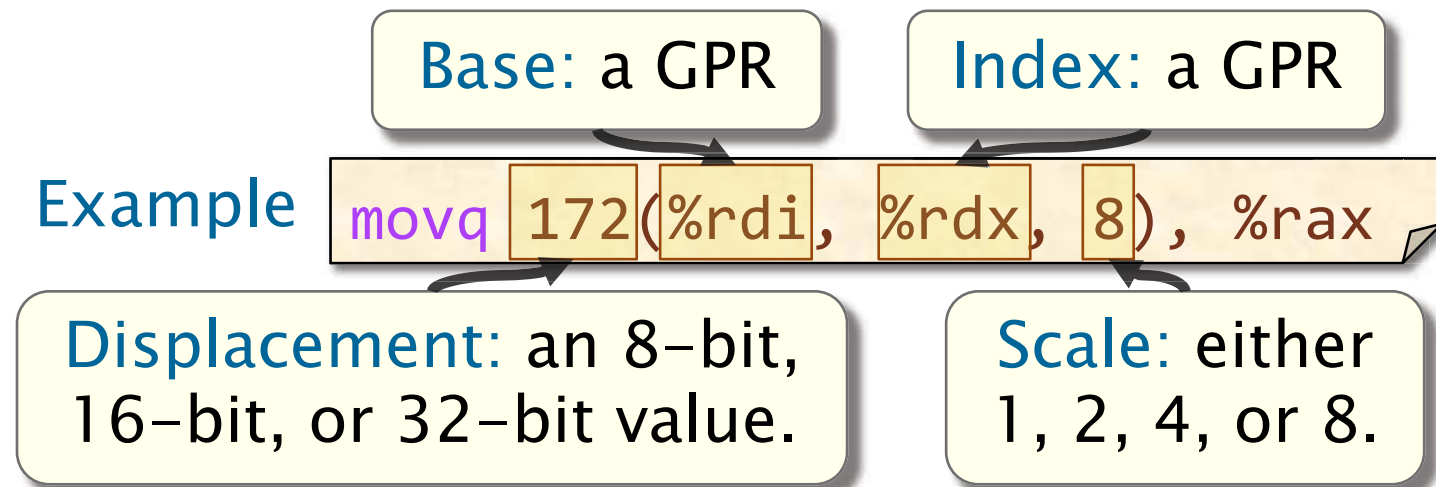 Base: a GPR
Index: a GPR
Example
movq 172(%rdi, %rdx, 8), %rax
Displacement: an 8-bit,
16-bit, or 32-bit value.
Scale: either
1, 2, 4, or 8.